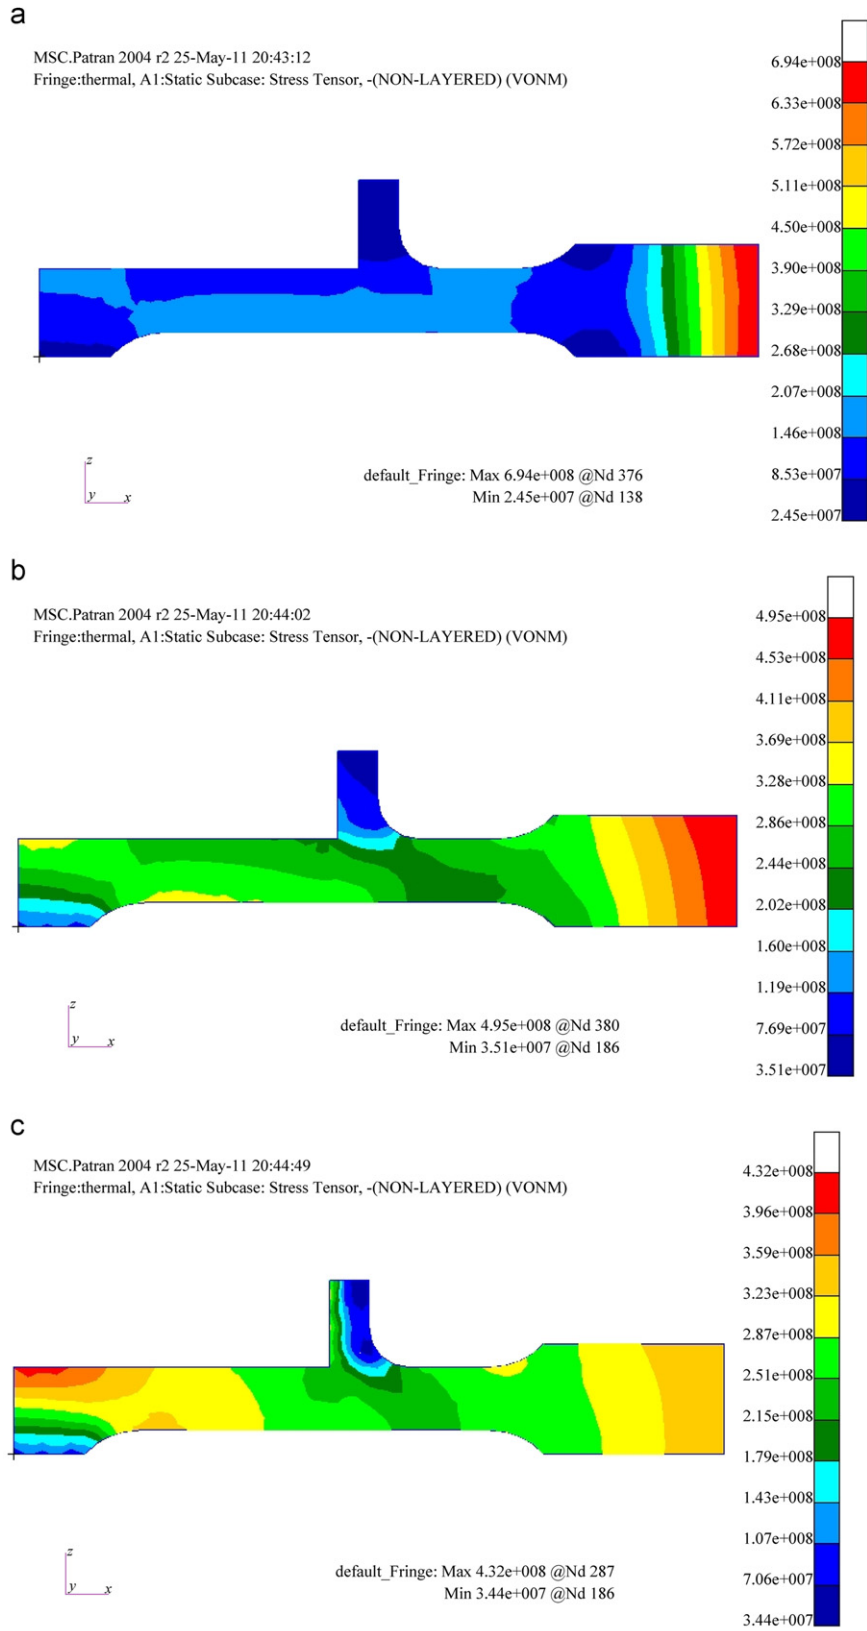 a
MSC.Patran 2004 r2 25-May-11 20:43:12
Fringe:thermal, A1:Static Subcase: Stress Tensor, -(NON-LAYERED) (VONM)
6.94e+008
6.33e+008
5.72e+008
5.11e+008
4.50e+008
3.90e+008
3.29e+008
2.68e+008
2.07e+008
1.46e+008
8.53e+007
2.45e+007
z
y x
default_Fringe: Max 6.94e+008 @Nd 376
Min 2.45e+007 @Nd 138
b
MSC.Patran 2004 r2 25-May-11 20:44:02
Fringe:thermal, A1:Static Subcase: Stress Tensor, -(NON-LAYERED) (VONM)
4.95e+008
4.53e+008
4.11e+008
3.69e+008
3.28e+008
2.86e+008
2.44e+008
2.02e+008
1.60e+008
1.19e+008
7.69e+007
3.51e+007
z
y x
default_Fringe: Max 4.95e+008 @Nd 380
Min 3.51e+007 @Nd 186
c
MSC.Patran 2004 r2 25-May-11 20:44:49
Fringe:thermal, A1:Static Subcase: Stress Tensor, -(NON-LAYERED) (VONM)
4.32e+008
3.96e+008
3.59e+008
3.23e+008
2.87e+008
2.51e+008
2.15e+008
1.79e+008
1.43e+008
1.07e+008
7.06e+007
3.44e+007
z
y x
default_Fringe: Max 4.32e+008 @Nd 287
Min 3.44e+007 @Nd 186